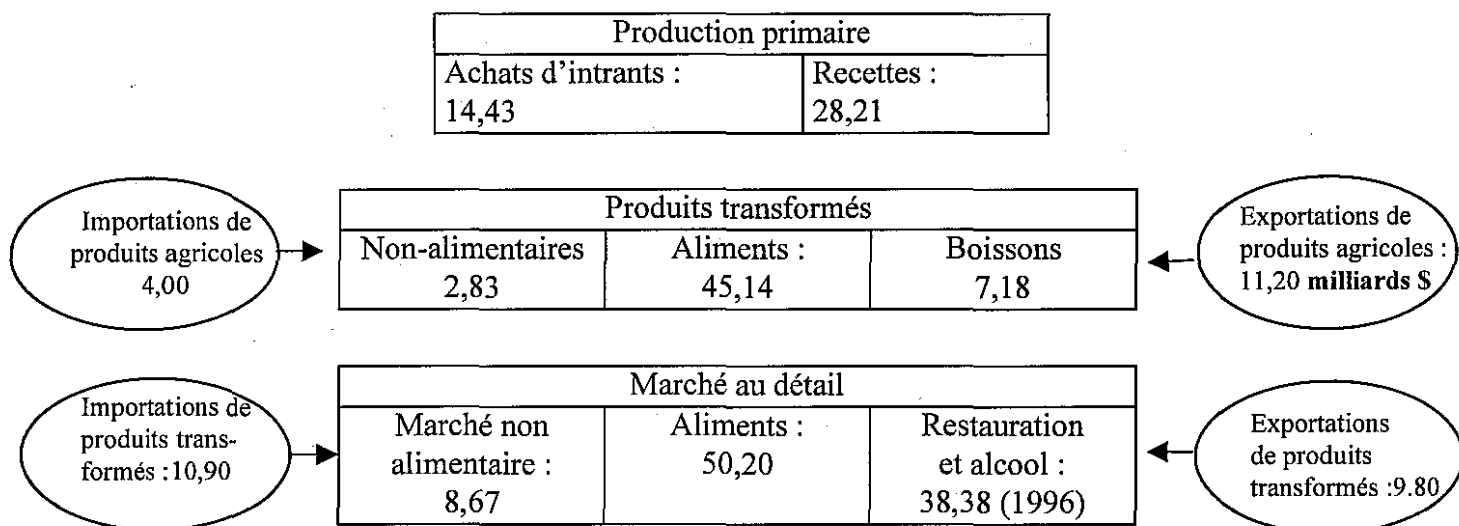 Production primaire
Achats d'intrants :
14,43
Recettes :
28,21
Importations de
produits agricoles
4,00
Produits transformés
Non-alimentaires
2,83
Aliments :
45,14
Boissons
7,18
Exportations de
produits agricoles :
11,20 milliards $
Importations de
produits trans-
formés :10,90
Marché au détail
Marché non
alimentaire :
8,67
Aliments :
50,20
Restauration
et alcool :
38,38 (1996)
Exportations
de produits
transformés :9.80